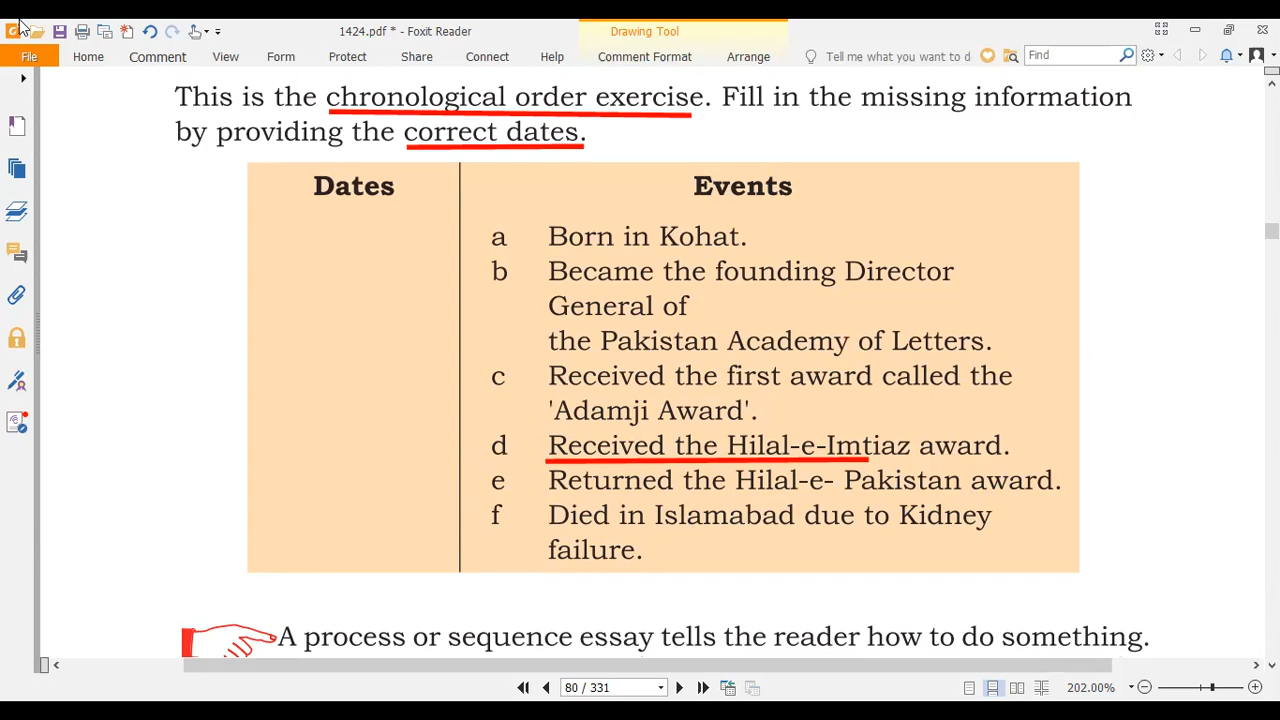 1424.pdf * - Foxit Reader
Drawing Tool
File Home Comment View Form Protect Share Connect Help Tell me what you want to d Comment Format Arrange Find
This is the chronological order exercise. Fill in the missing information
by providing the correct dates.
Dates Events
a Born in Kohat.
b Became the founding Director
General of
the Pakistan Academy of Letters.
c Received the first award called the
'Adamji Award'.
d Received the Hilal-e-Imtiaz award.
e Returned the Hilal-e- Pakistan award.
f Died in Islamabad due to Kidney
failure.
A process or sequence essay tells the reader how to do something.
80 / 331 202.00%